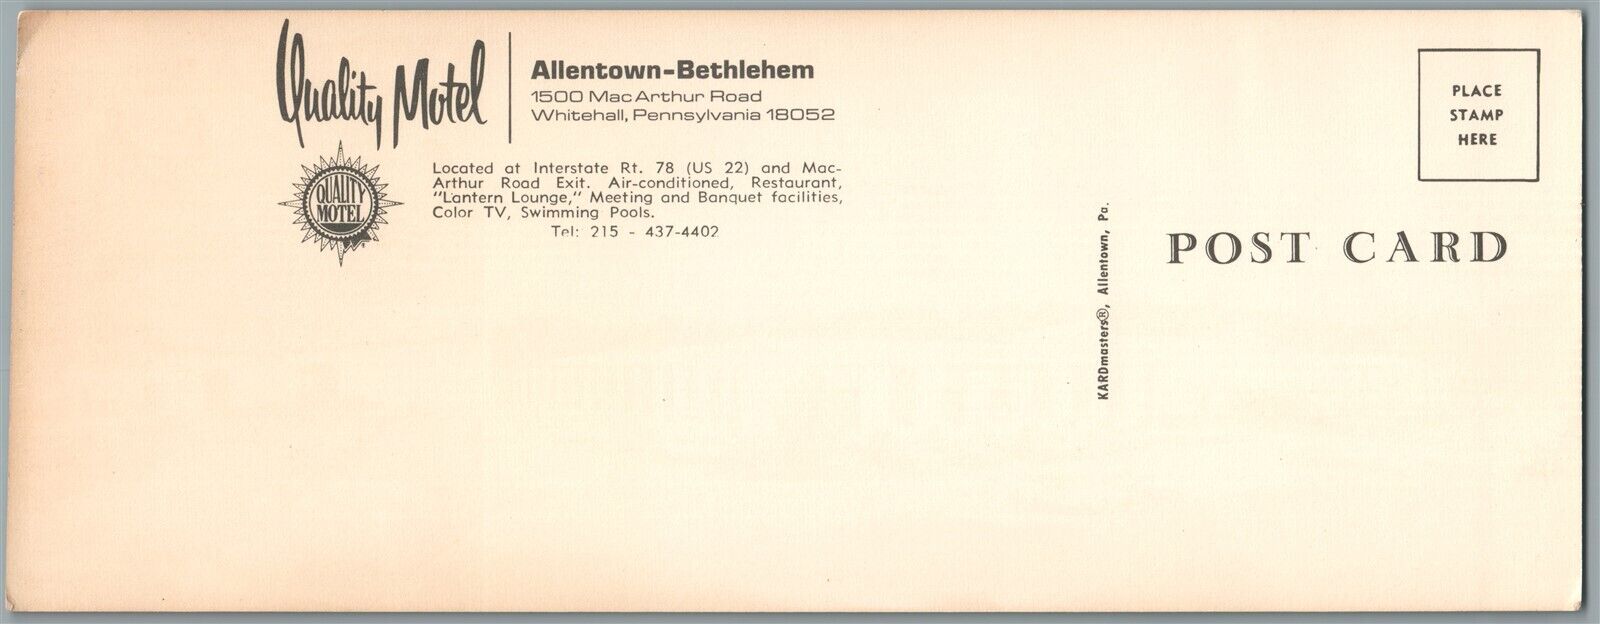 Quality Motel
Allentown-Bethlehem
1500 MacArthur Road
Whitehall, Pennsylvania 18052
QUALITY
MOTEL
Located at Interstate Rt. 78 (US 22) and Mac-
Arthur Road Exit. Air-conditioned, Restaurant,
"Lantern Lounge," Meeting and Banquet facilities,
Color TV, Swimming Pools.
Tel: 215 - 437-4402
KARDmasters®, Allentown, Pa.
PLACE
STAMP
HERE
POST CARD